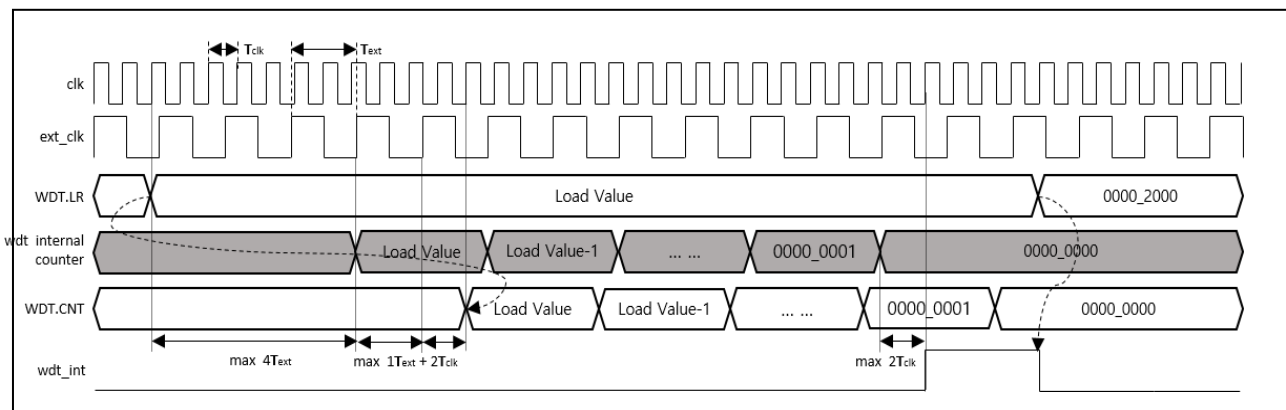 Tclk Text
clk
ext_clk
WDT.LR Load Value 0000_2000
wdt internal
counter Load Value Load Value-1 ... ... 0000_0001 0000_0000
WDT.CNT Load Value Load Value-1 ... ... 0000_0001 0000_0000
max 4Text max 1Text + 2Tclk max 2Tclk
wdt_int